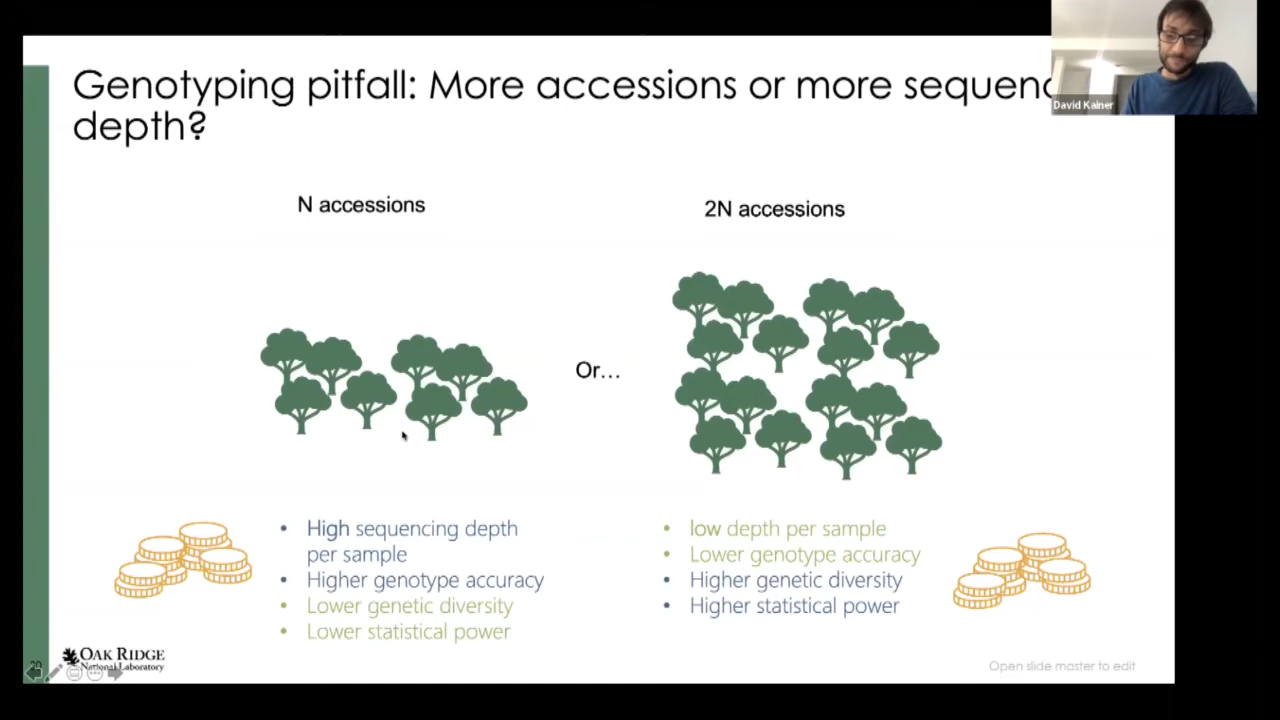 Genotyping pitfall: More accessions or more sequenc
depth?
David Kainer
N accessions
2N accessions
Or...
• High sequencing depth
per sample
• Higher genotype accuracy
• Lower genetic diversity
• Lower statistical power
• low depth per sample
• Lower genotype accuracy
• Higher genetic diversity
• Higher statistical power
OAK RIDGE
National Laboratory
20
Open slide master to edit